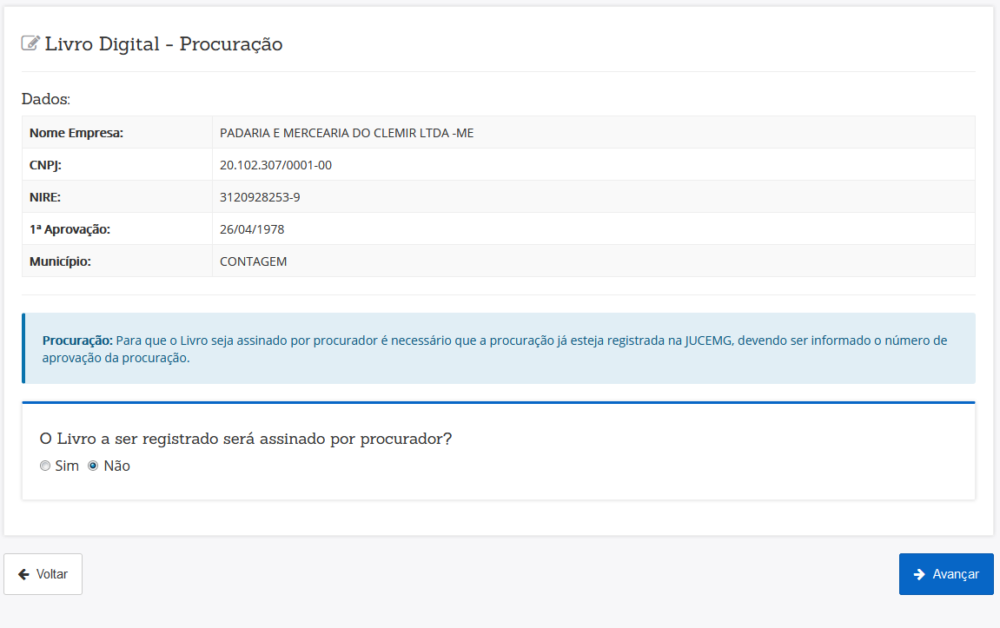 Livro Digital - Procuração
Dados:
Nome Empresa: PADARIA E MERCEARIA DO CLEMIR LTDA -ME
CNPJ: 20.102.307/0001-00
NIRE: 3120928253-9
1ª Aprovação: 26/04/1978
Município: CONTAGEM
Procuração: Para que o Livro seja assinado por procurador é necessário que a procuração já esteja registrada na JUCEMG, devendo ser informado o número de
aprovação da procuração.
O Livro a ser registrado será assinado por procurador?
Sim Não
Voltar Avançar